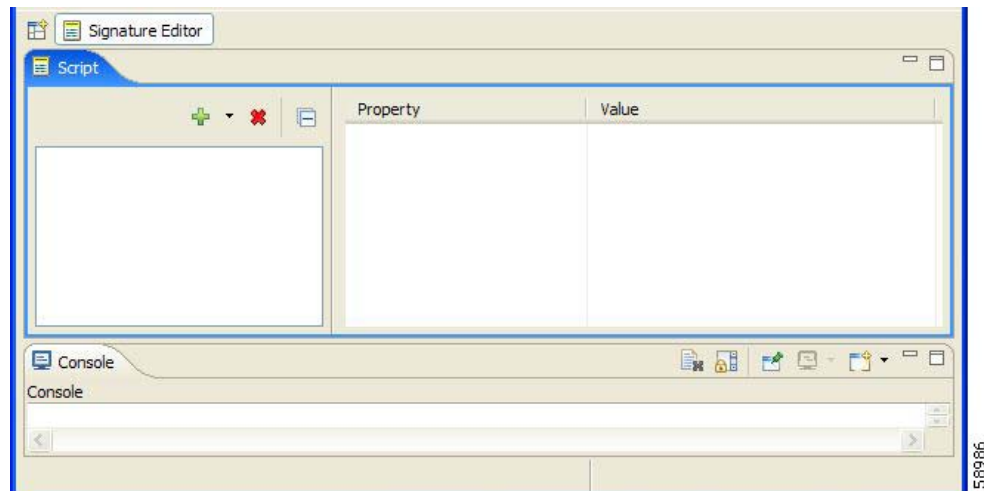 Signature Editor
Script
Property Value
Console
Console
58986